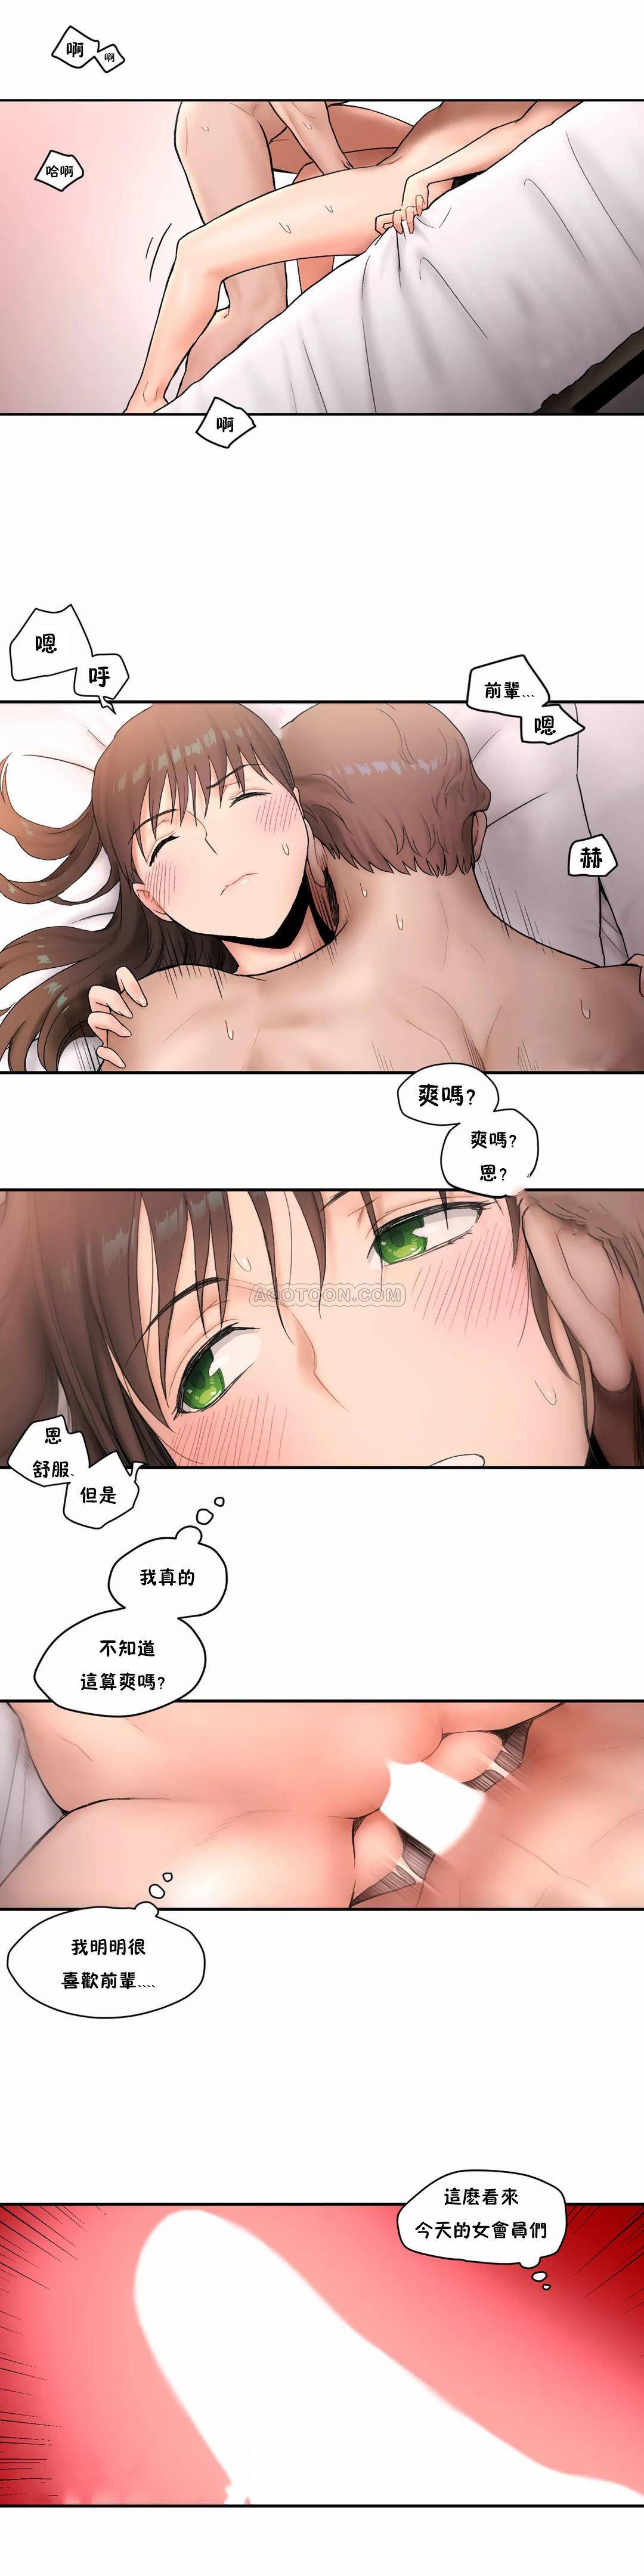 啊
啊
哈啊
啊
嗯
呼
前輩...
嗯
赫
爽嗎?
爽嗎?
恩?
AOOTOON.COM
恩
舒服.
但是
我真的
不知道
這算爽嗎?
我明明很
喜歡前輩....
這麼看來
今天的女會員們